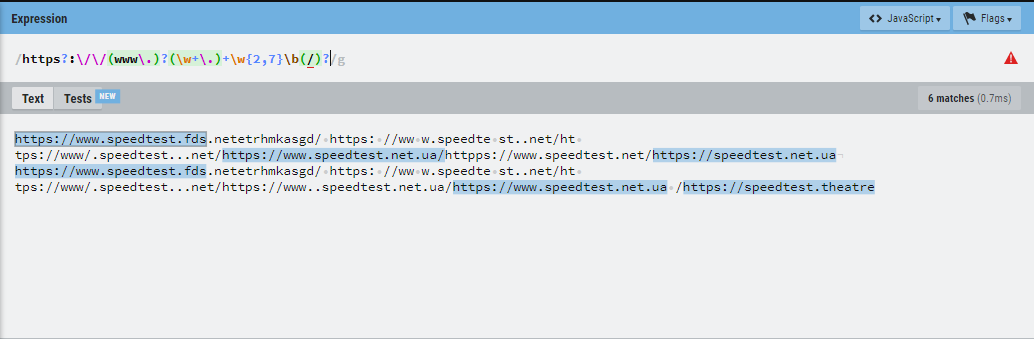 Expression
<> JavaScript ▾
Flags ▾
/https?:\/\/(www\.)?(\w+\.)+\w{2,7}\b(/)?/g
Text
Tests
NEW
6 matches (0.7ms)
https://www.speedtest.fds.netetrhmkasgd/·https:·//ww·w.speedte·st..net/ht·
tps://www/.speedtest...net/https://www.speedtest.net.ua/httpps://www.speedtest.net/https://speedtest.net.ua¬
https://www.speedtest.fds.netetrhmkasgd/·https:·//ww·w.speedte·st..net/ht·
tps://www/.speedtest...net/https://www..speedtest.net.ua/https://www.speedtest.net.ua·/https://speedtest.theatre